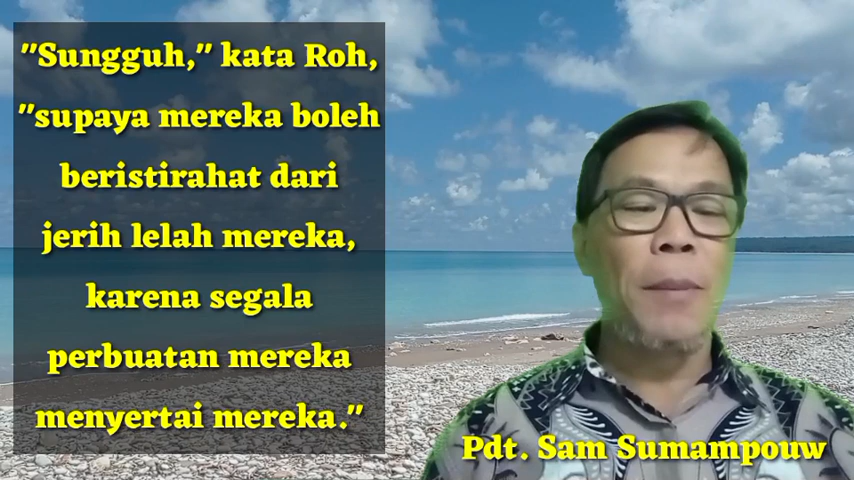 "Sungguh," kata Roh,
"supaya mereka boleh
beristirahat dari
jerih lelah mereka,
karena segala
perbuatan mereka
menyertai mereka."
Pdt. Sam Sumampouw